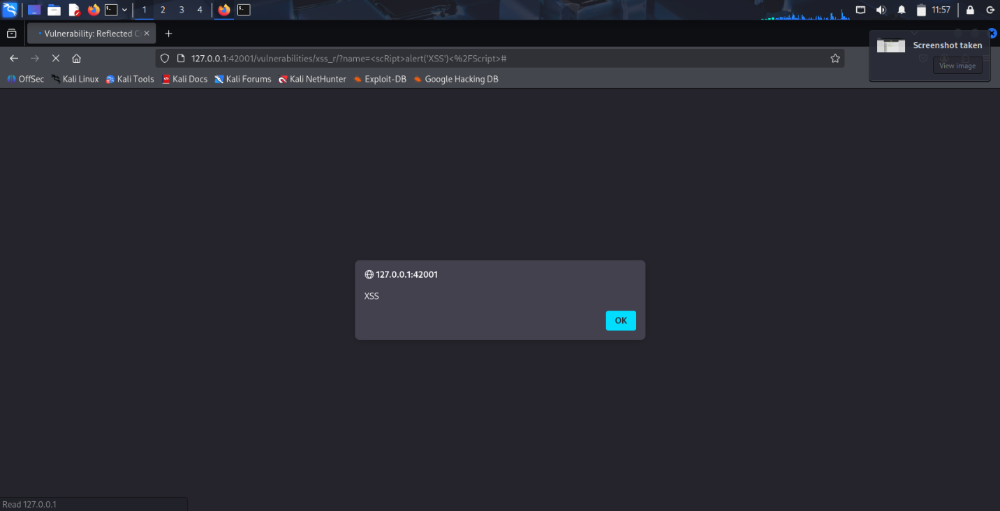 1 2 3 4 11:57
Vulnerability: Reflected C
Screenshot taken
127.0.0.1:42001/vulnerabilities/xss_r/?name=<scRipt>alert('XSS')<%2FScript>#
View image
OffSec Kali Linux Kali Tools Kali Docs Kali Forums Kali NetHunter Exploit-DB Google Hacking DB
127.0.0.1:42001
XSS
OK
Read 127.0.0.1